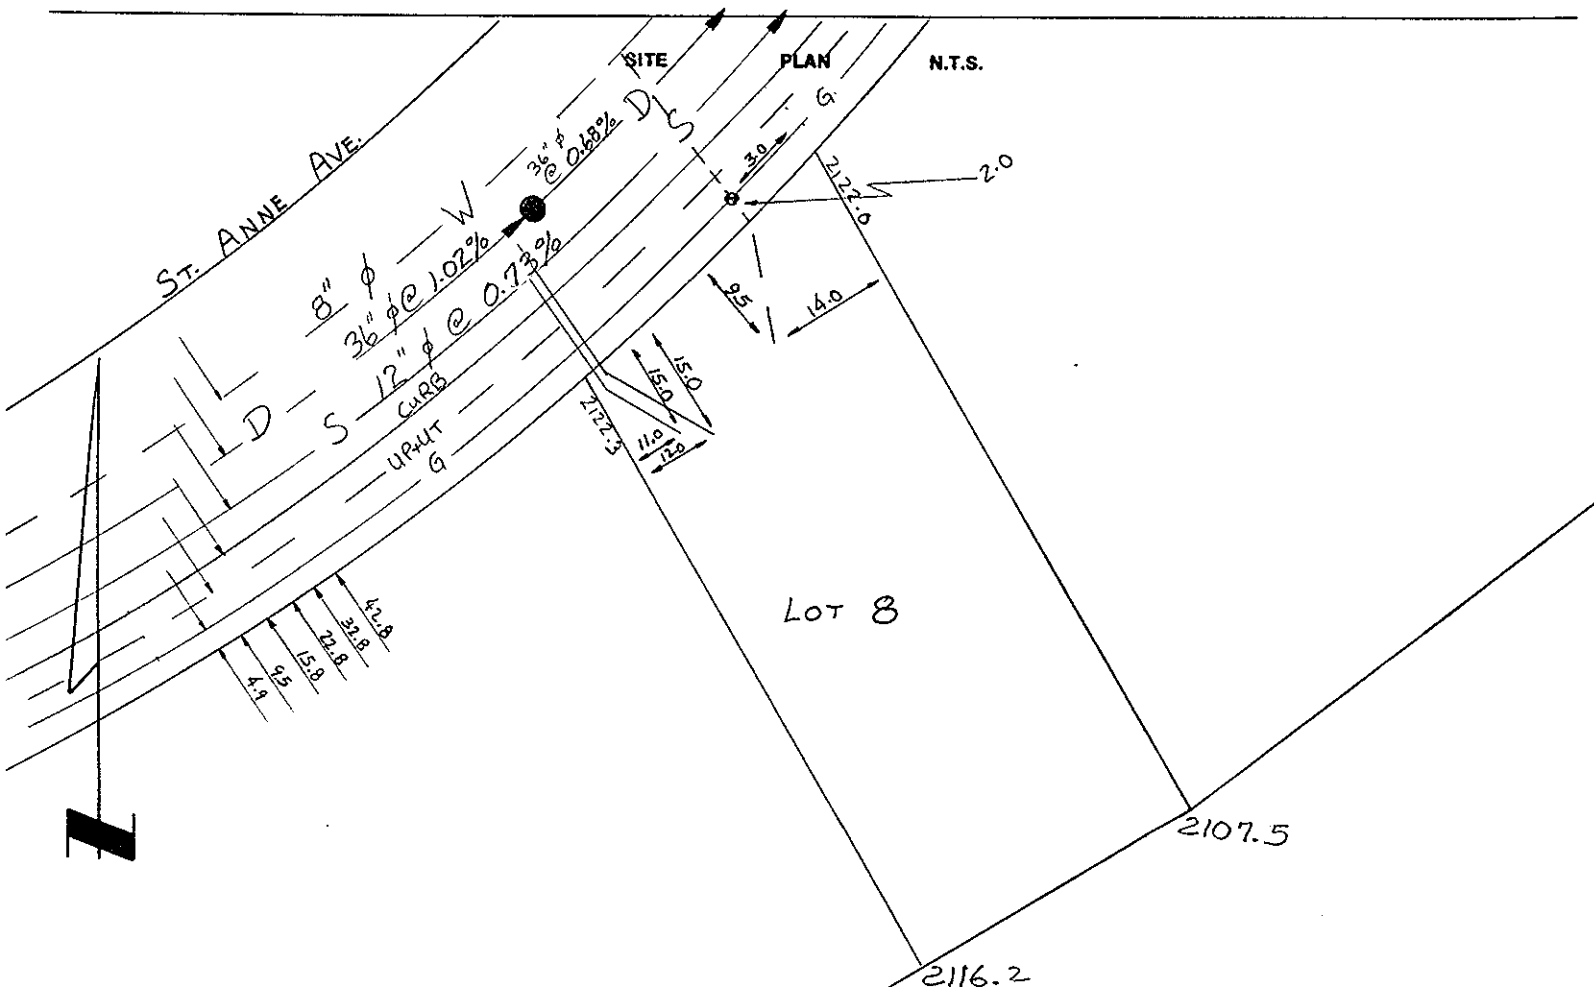 SITE PLAN N.T.S.
ST. ANNE AVE.
8" ϕ W
36" ϕ @ 0.68% D
36" ϕ @ 1.02%
D
S 12" ϕ @ 0.73%
S
CURB
UP+UT
G
G
3.0
2.0
2122.0
9.5
14.0
15.0
15.0
2122.3
11.0
12.0
42.8
32.8
22.8
15.8
9.5
4.9
LOT 8
2107.5
2116.2